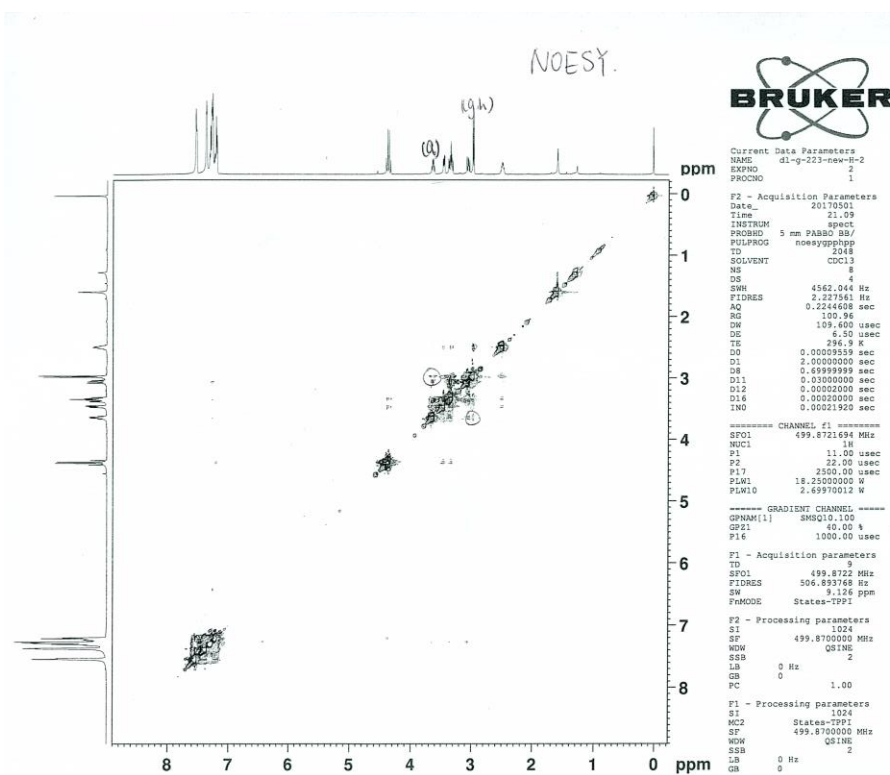 NOESY.
(a)
(g.h)
BRUKER
Current Data Parameters
NAME dl-g-223-new-H-2
EXPNO 2
PROCNO 1
F2 - Acquisition Parameters
Date_ 20170501
Time 21.09
INSTRUM spect
PROBHD 5 mm PABBO BB/
PULPROG noesygpphpp
TD 2048
SOLVENT CDCl3
NS 8
DS 4
SWH 4562.044 Hz
FIDRES 2.227561 Hz
AQ 0.2244608 sec
RG 100.96
DW 109.600 usec
DE 6.50 usec
TE 296.9 K
D0 0.00009559 sec
D1 2.00000000 sec
D8 0.69999999 sec
D11 0.03000000 sec
D12 0.00002000 sec
D16 0.00020000 sec
IN0 0.00021920 sec
======== CHANNEL f1 ========
SFO1 499.8721694 MHz
NUC1 1H
P1 11.00 usec
P2 22.00 usec
P17 2500.00 usec
PLW1 18.25000000 W
PLW10 2.69970012 W
====== GRADIENT CHANNEL =====
GPNAM[1] SMSQ10.100
GPZ1 40.00 %
P16 1000.00 usec
F1 - Acquisition parameters
TD 9
SFO1 499.8722 MHz
FIDRES 506.893768 Hz
SW 9.126 ppm
FnMODE States-TPPI
F2 - Processing parameters
SI 1024
SF 499.8700000 MHz
WDW QSINE
SSB 2
LB 0 Hz
GB 0
PC 1.00
F1 - Processing parameters
SI 1024
MC2 States-TPPI
SF 499.8700000 MHz
WDW QSINE
SSB 2
LB 0 Hz
GB 0
ppm
0
1
2
3
4
5
6
7
8
8 7 6 5 4 3 2 1 0 ppm